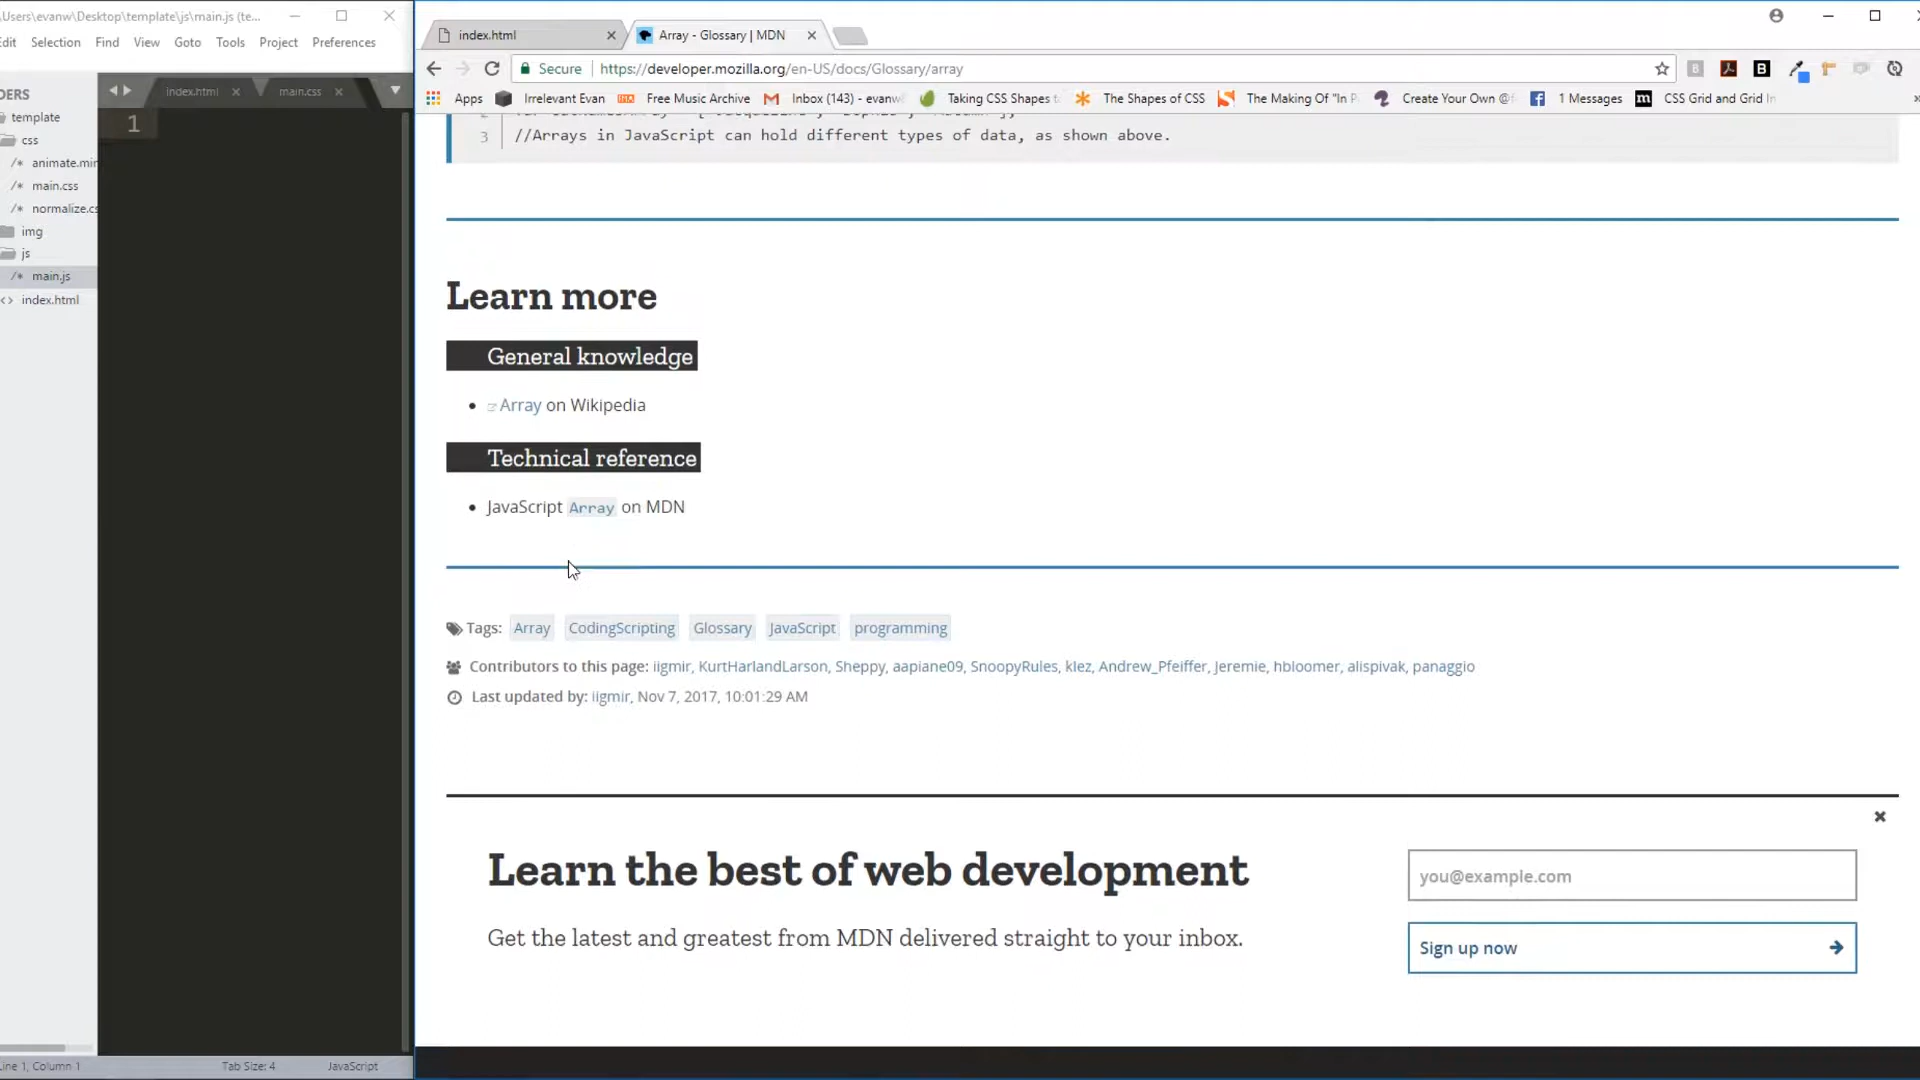 \Users\evanw\Desktop\template\js\main.js (te...
Edit Selection Find View Goto Tools Project Preferences
index.html main.css
DERS
template
css
/* animate.min
/* main.css
/* normalize.cs
img
js
/* main.js
<> index.html
1
Line 1, Column 1 Tab Size: 4 JavaScript
index.html Array - Glossary | MDN
Secure https://developer.mozilla.org/en-US/docs/Glossary/array
Apps Irrelevant Evan Free Music Archive Inbox (143) - evanw Taking CSS Shapes t The Shapes of CSS The Making Of "In P Create Your Own @f 1 Messages CSS Grid and Grid In
3 //Arrays in JavaScript can hold different types of data, as shown above.
Learn more
General knowledge
• Array on Wikipedia
Technical reference
• JavaScript Array on MDN
Tags: Array CodingScripting Glossary JavaScript programming
Contributors to this page: iigmir, KurtHarlandLarson, Sheppy, aapiane09, SnoopyRules, klez, Andrew_Pfeiffer, Jeremie, hbloomer, alispivak, panaggio
Last updated by: iigmir, Nov 7, 2017, 10:01:29 AM
Learn the best of web development
Get the latest and greatest from MDN delivered straight to your inbox.
you@example.com
Sign up now